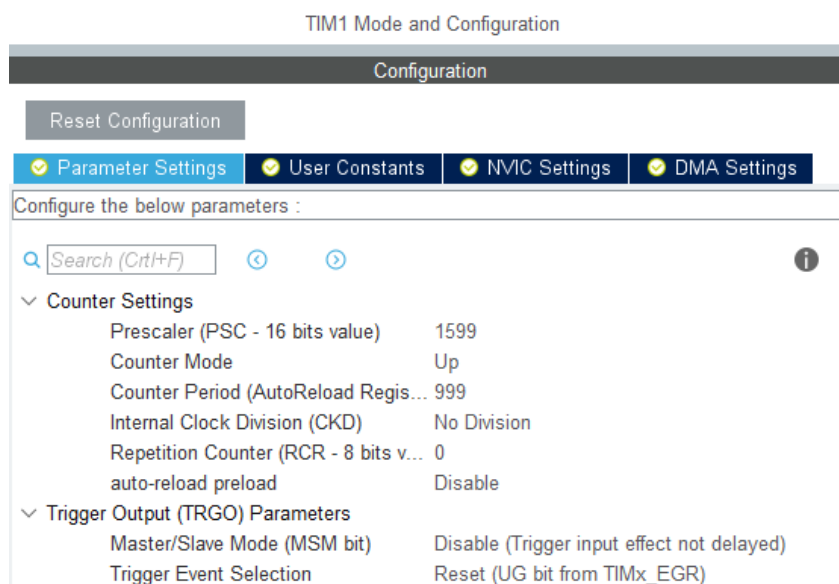 TIM1 Mode and Configuration
Configuration
Reset Configuration
Parameter Settings User Constants NVIC Settings DMA Settings
Configure the below parameters :
Search (Crtl+F)
Counter Settings
Prescaler (PSC - 16 bits value) 1599
Counter Mode Up
Counter Period (AutoReload Regis... 999
Internal Clock Division (CKD) No Division
Repetition Counter (RCR - 8 bits v... 0
auto-reload preload Disable
Trigger Output (TRGO) Parameters
Master/Slave Mode (MSM bit) Disable (Trigger input effect not delayed)
Trigger Event Selection Reset (UG bit from TIMx_EGR)